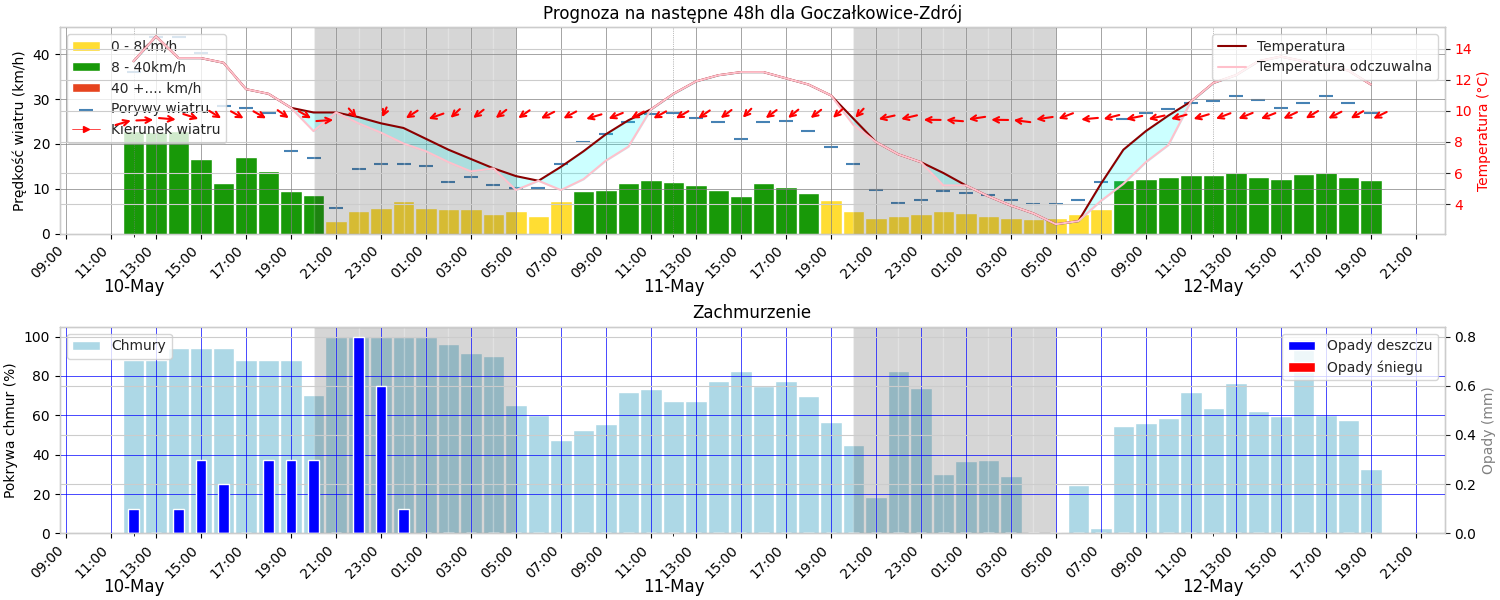 Prognoza na następne 48h dla Goczałkowice-Zdrój
Prędkość wiatru (km/h)
40
30
20
10
0
0 - 8km/h
8 - 40km/h
40 +.... km/h
Porywy wiatru
Kierunek wiatru
Temperatura
Temperatura odczuwalna
14
12
10
8
6
4
Temperatura (°C)
09:00 11:00 13:00 15:00 17:00 19:00 21:00 23:00 01:00 03:00 05:00 07:00 09:00 11:00 13:00 15:00 17:00 19:00 21:00 23:00 01:00 03:00 05:00 07:00 09:00 11:00 13:00 15:00 17:00 19:00 21:00
10-May 11-May 12-May
Zachmurzenie
Pokrywa chmur (%)
100
80
60
40
20
0
Chmury
Opady deszczu
Opady śniegu
0.8
0.6
0.4
0.2
0.0
Opady (mm)
09:00 11:00 13:00 15:00 17:00 19:00 21:00 23:00 01:00 03:00 05:00 07:00 09:00 11:00 13:00 15:00 17:00 19:00 21:00 23:00 01:00 03:00 05:00 07:00 09:00 11:00 13:00 15:00 17:00 19:00 21:00
10-May 11-May 12-May